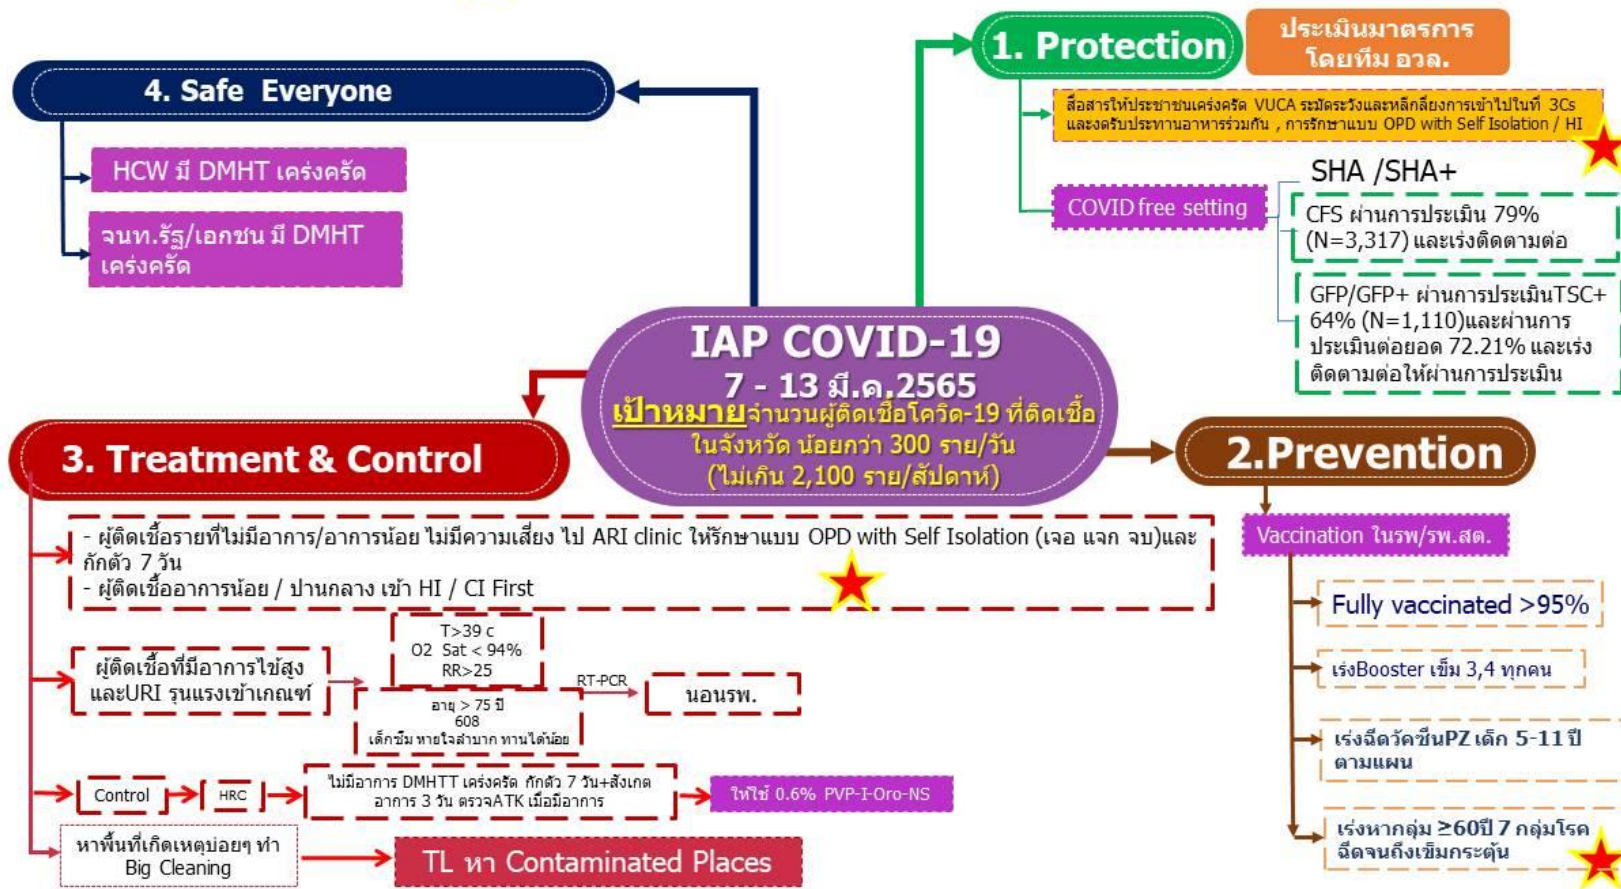 1. Protection
ประเมินมาตรการ
โดยทีม อวล.
4. Safe Everyone
สื่อสารให้ประชาชนเคร่งครัด VUCA ระมัดระวังและหลีกลี่ยงการเข้าไปในที่ 3Cs
และงดรับประทานอาหารร่วมกัน , การรักษาแบบ OPD with Self Isolation / HI
HCW มี DMHT เคร่งครัด
จนท.รัฐ/เอกชน มี DMHT
เคร่งครัด
COVID free setting
SHA /SHA+
CFS ผ่านการประเมิน 79%
(N=3,317) และเร่งติดตามต่อ
GFP/GFP+ ผ่านการประเมินTSC+
64% (N=1,110)และผ่านการ
ประเมินต่อยอด 72.21% และเร่ง
ติดตามต่อให้ผ่านการประเมิน
IAP COVID-19
7 - 13 มี.ค.2565
เป้าหมายจำนวนผู้ติดเชื้อโควิด-19 ที่ติดเชื้อ
ในจังหวัด น้อยกว่า 300 ราย/วัน
(ไม่เกิน 2,100 ราย/สัปดาห์)
3. Treatment & Control
- ผู้ติดเชื้อรายที่ไม่มีอาการ/อาการน้อย ไม่มีความเสี่ยง ไป ARI clinic ให้รักษาแบบ OPD with Self Isolation (เจอ แจก จบ)และ
กักตัว 7 วัน
- ผู้ติดเชื้ออาการน้อย / ปานกลาง เข้า HI / CI First
ผู้ติดเชื้อที่มีอาการไข้สูง
และURI รุนแรงเข้าเกณฑ์
T>39 c
O2 Sat < 94%
RR>25
อายุ > 75 ปี
608
เด็กซึม หายใจลำบาก ทานได้น้อย
RT-PCR
นอนรพ.
Control
HRC
ไม่มีอาการ DMHTT เคร่งครัด กักตัว 7 วัน+สังเกต
อาการ 3 วัน ตรวจATK เมื่อมีอาการ
ให้ใช้ 0.6% PVP-I-Oro-NS
หาพื้นที่เกิดเหตุบ่อยๆ ทำ
Big Cleaning
TL หา Contaminated Places
2.Prevention
Vaccination ในรพ/รพ.สต.
Fully vaccinated >95%
เร่งBooster เข็ม 3,4 ทุกคน
เร่งฉีดวัคซีนPZ เด็ก 5-11 ปี
ตามแผน
เร่งหากลุ่ม ≥60ปี 7 กลุ่มโรค
ฉีดจนถึงเข็มกระตุ้น